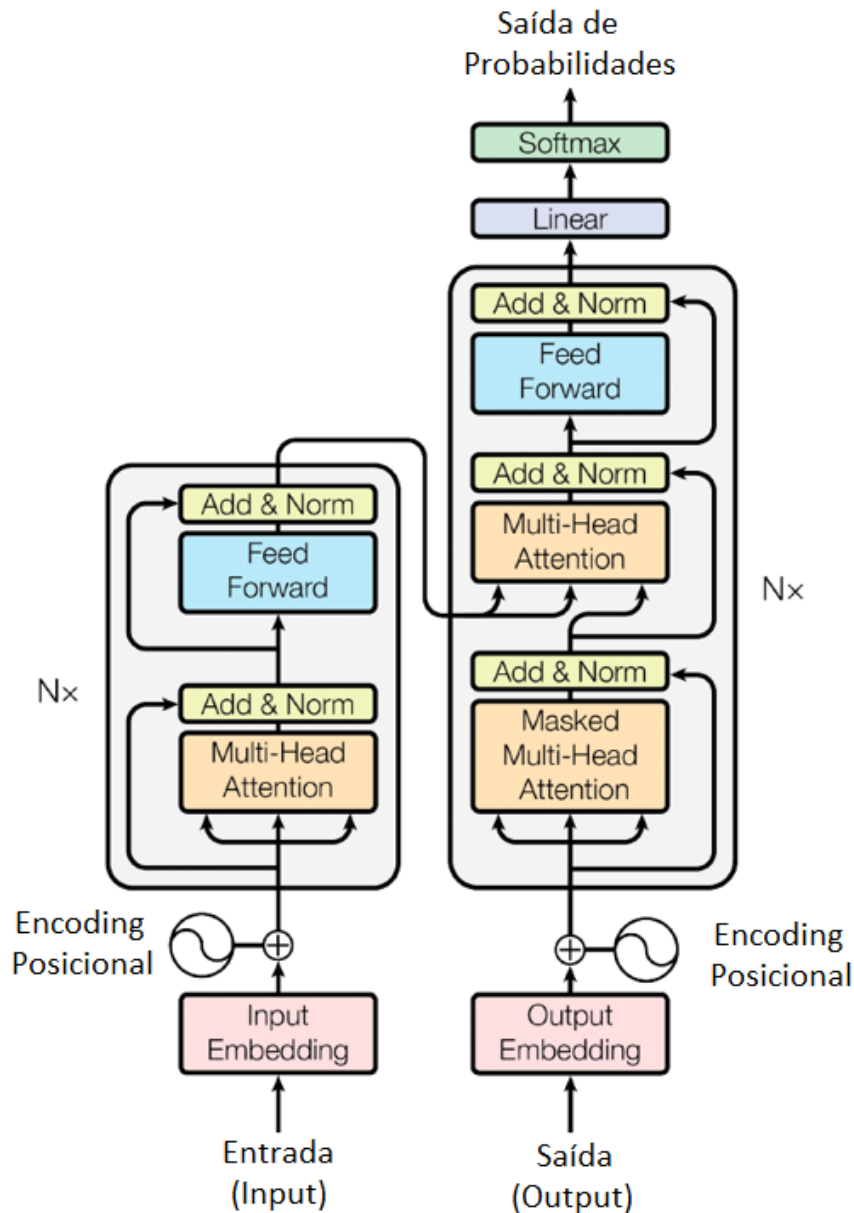 Saída de
Probabilidades
Softmax
Linear
Add & Norm
Feed
Forward
Add & Norm
Multi-Head
Attention
Nx
Add & Norm
Masked
Multi-Head
Attention
Add & Norm
Feed
Forward
Nx
Add & Norm
Multi-Head
Attention
Encoding
Posicional
Encoding
Posicional
Input
Embedding
Output
Embedding
Entrada
(Input)
Saída
(Output)